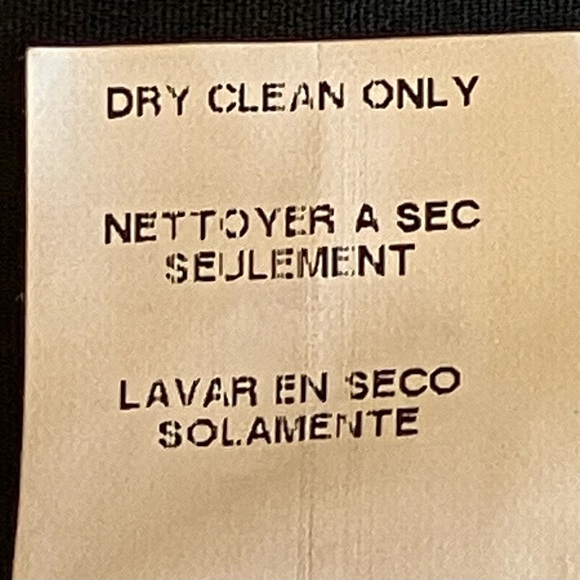 DRY CLEAN ONLY
NETTOYER A SEC
SEULEMENT
LAVAR EN SECO
SOLAMENTE